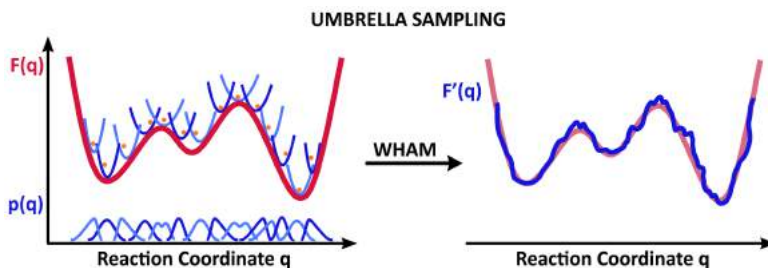 UMBRELLA SAMPLING
F(q)
F'(q)
WHAM
p(q)
Reaction Coordinate q
Reaction Coordinate q